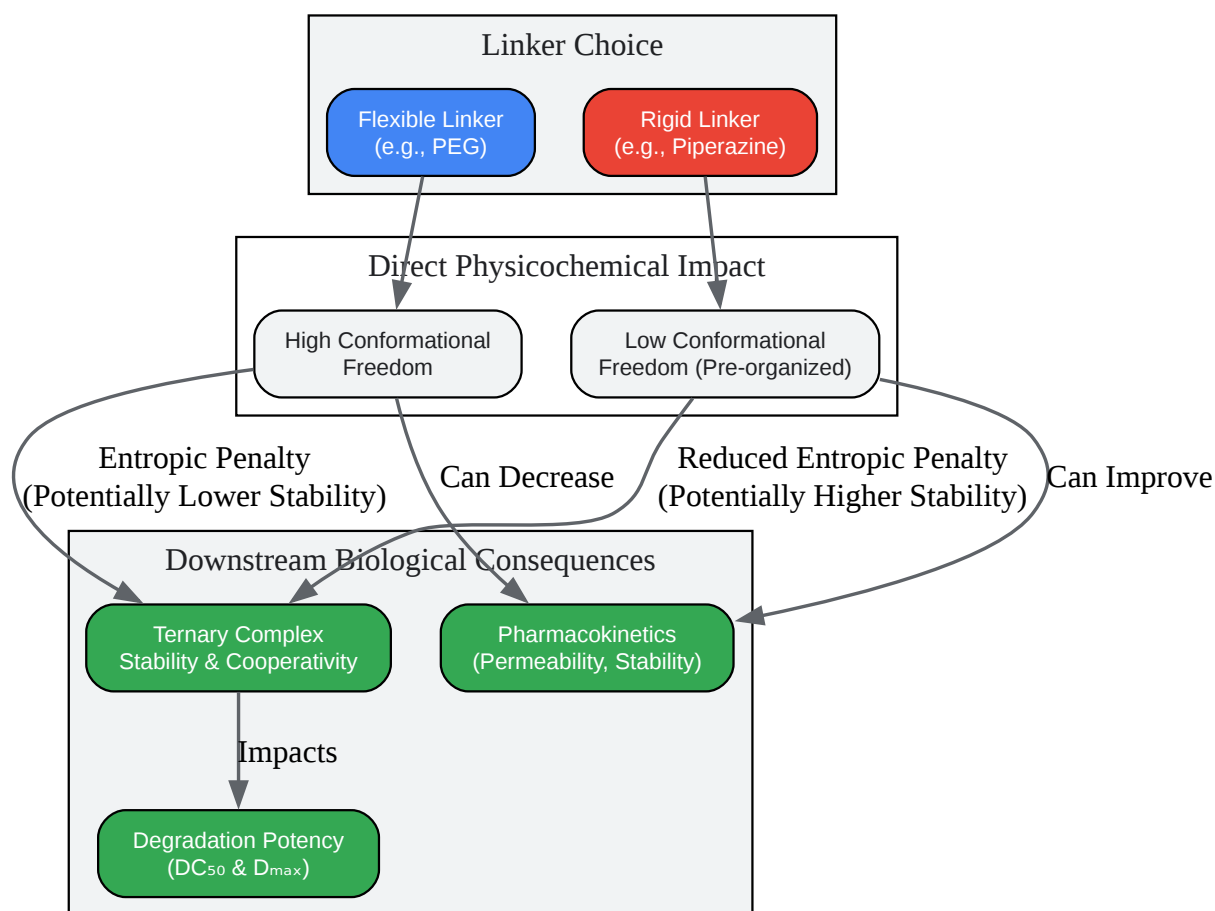 Linker Choice
Flexible Linker
(e.g., PEG)
Rigid Linker
(e.g., Piperazine)
Direct Physicochemical Impact
High Conformational
Freedom
Low Conformational
Freedom (Pre-organized)
Entropic Penalty
(Potentially Lower Stability)
Can Decrease
Reduced Entropic Penalty
(Potentially Higher Stability)
Can Improve
Downstream Biological Consequences
Ternary Complex
Stability & Cooperativity
Pharmacokinetics
(Permeability, Stability)
Impacts
Degradation Potency
(DC₅₀ & Dₘₐₓ)